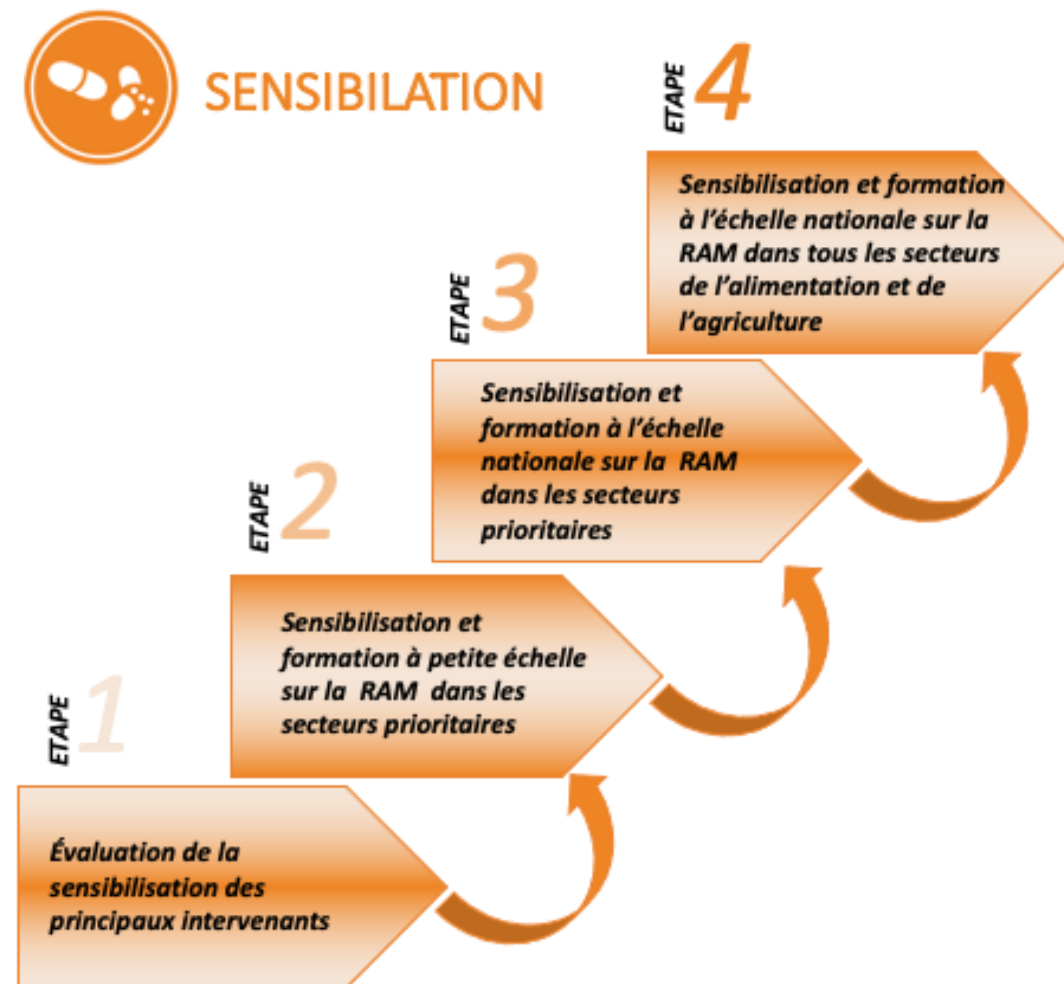 SENSIBILATION
ETAPE 4
Sensibilisation et formation
à l'échelle nationale sur la
RAM dans tous les secteurs
de l'alimentation et de
l'agriculture
ETAPE 3
Sensibilisation et
formation à l'échelle
nationale sur la RAM
dans les secteurs
prioritaires
ETAPE 2
Sensibilisation et
formation à petite échelle
sur la RAM dans les
secteurs prioritaires
ETAPE 1
Évaluation de la
sensibilisation des
principaux intervenants